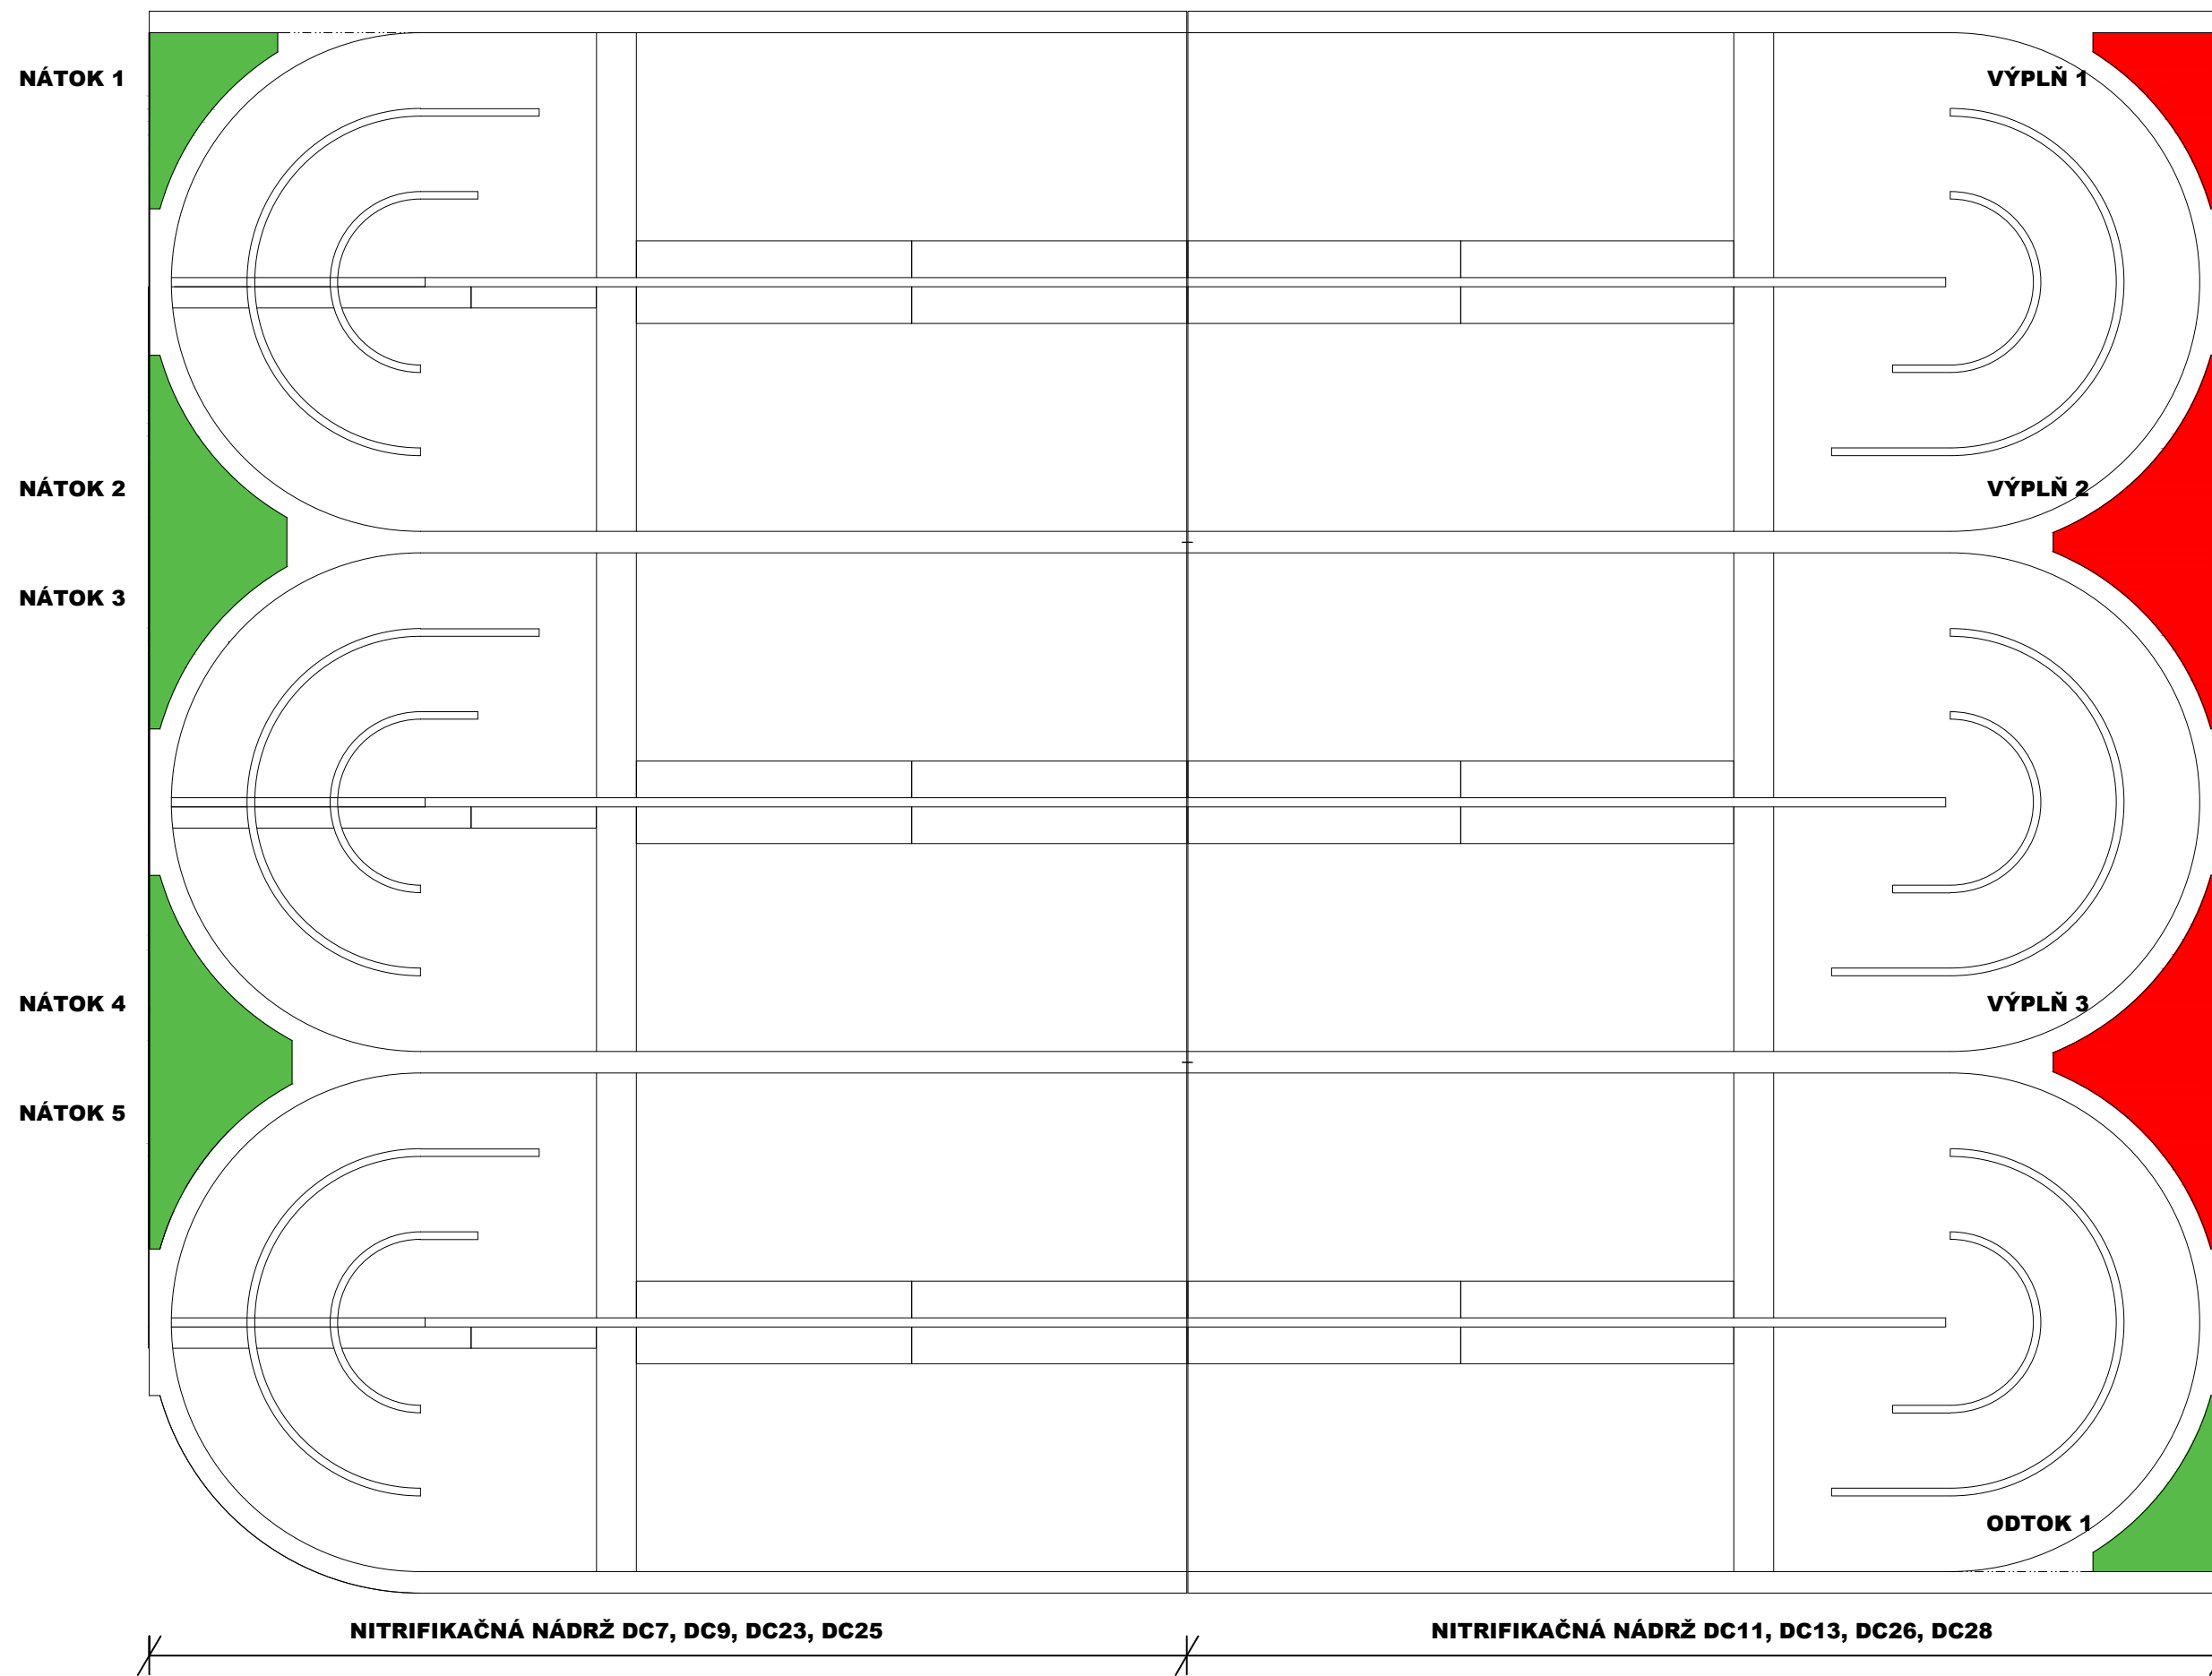 NÁTOK 1
VÝPLŇ 1
NÁTOK 2
VÝPLŇ 2
NÁTOK 3
NÁTOK 4
VÝPLŇ 3
NÁTOK 5
ODTOK 1
NITRIFIKAČNÁ NÁDRŽ DC7, DC9, DC23, DC25
NITRIFIKAČNÁ NÁDRŽ DC11, DC13, DC26, DC28